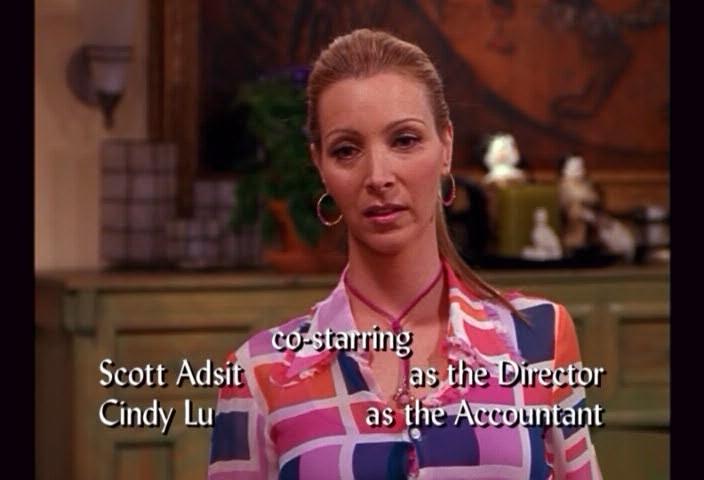 co-starring
Scott Adsit as the Director
Cindy Lu as the Accountant